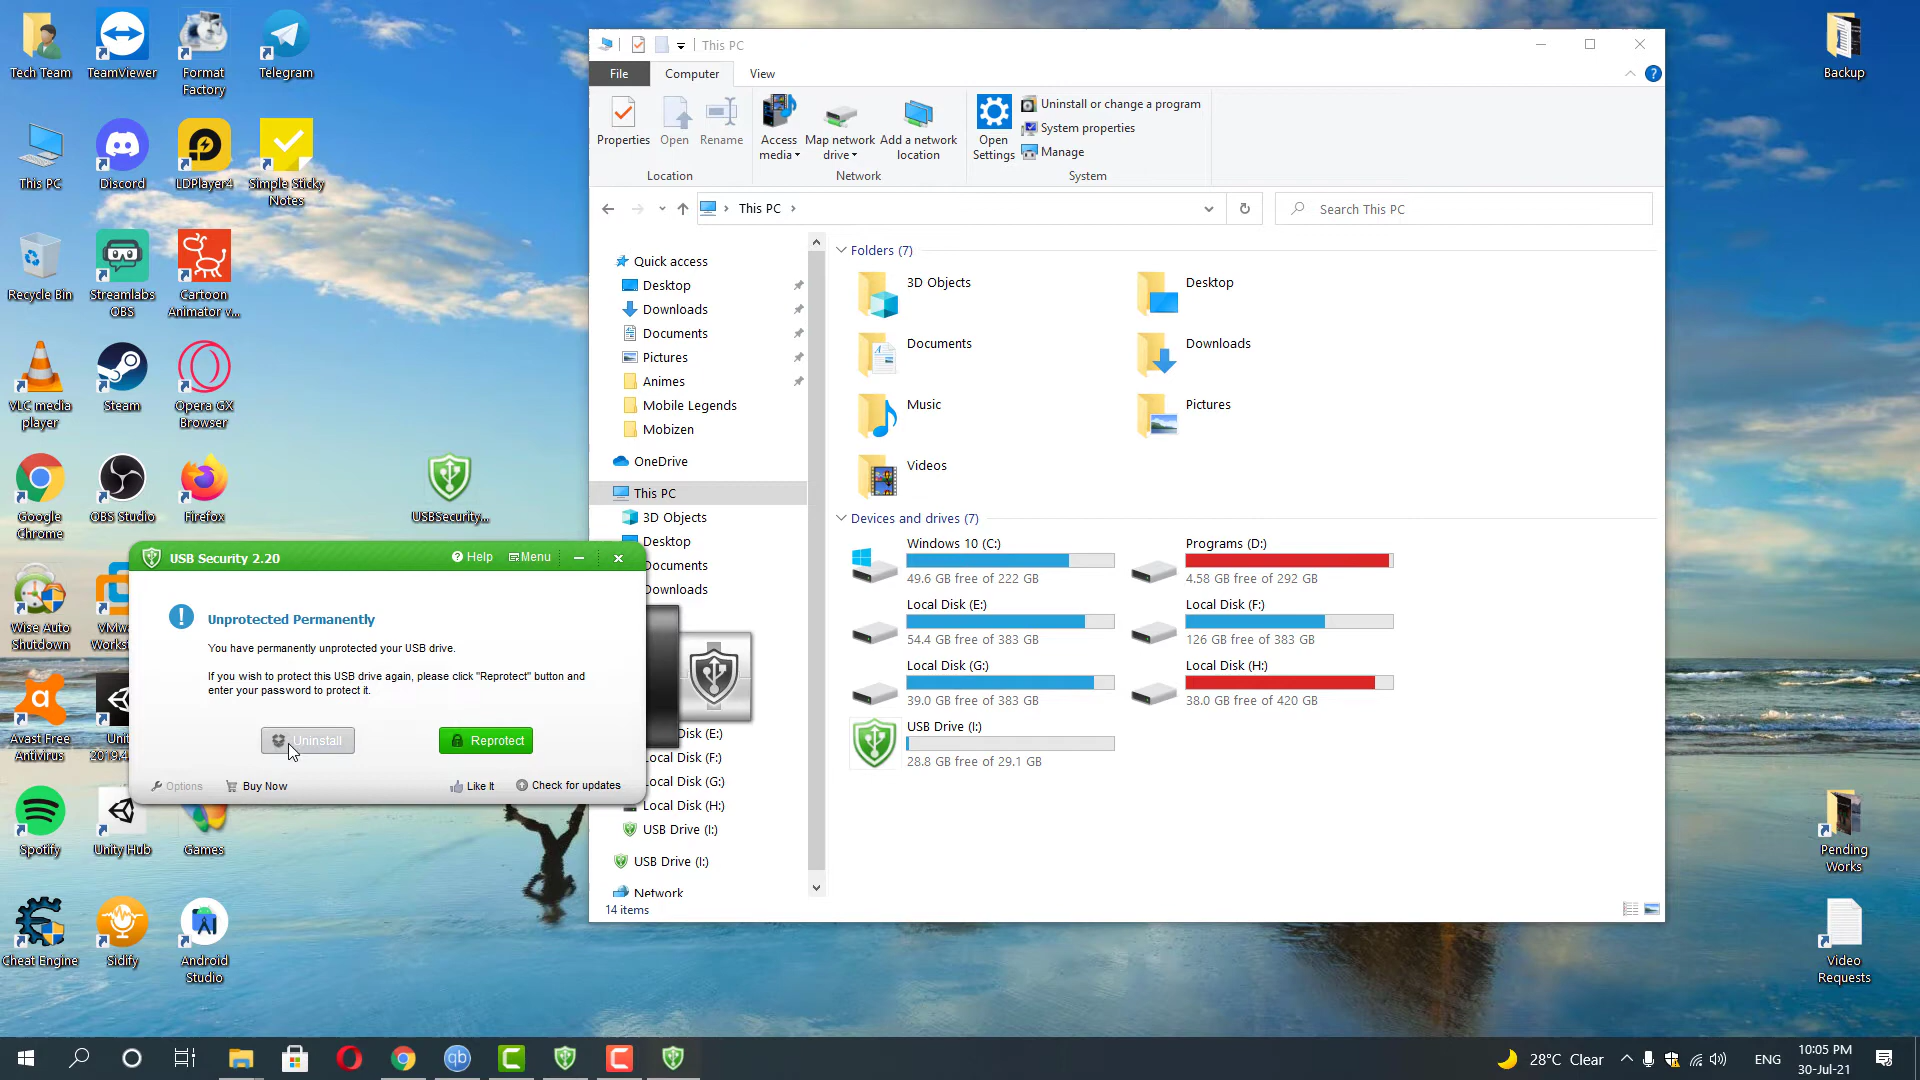 Tech Team
TeamViewer
Format
Factory
Telegram
This PC
Discord
LDPlayer4
Simple Sticky
Notes
Recycle Bin
Streamlabs
OBS
Cartoon
Animator v...
VLC media
player
Steam
Opera GX
Browser
Google
Chrome
OBS Studio
Firefox
USBSecurity...
Wise Auto
Shutdown
VMw
Workst
Avast Free
Antivirus
Unit
2019.4
Spotify
Unity Hub
Games
Cheat Engine
Sidify
Android
Studio
Backup
Pending
Works
Video
Requests
This PC
File
Computer
View
Properties
Open
Rename
Location
Access
media
Map network
drive
Add a network
location
Network
Open
Settings
Uninstall or change a program
System properties
Manage
System
This PC
Search This PC
Quick access
Desktop
Downloads
Documents
Pictures
Animes
Mobile Legends
Mobizen
OneDrive
This PC
3D Objects
Desktop
Documents
Downloads
Disk (E:)
Local Disk (F:)
Local Disk (G:)
Local Disk (H:)
USB Drive (I:)
USB Drive (I:)
Network
14 items
Folders (7)
3D Objects
Desktop
Documents
Downloads
Music
Pictures
Videos
Devices and drives (7)
Windows 10 (C:)
49.6 GB free of 222 GB
Programs (D:)
4.58 GB free of 292 GB
Local Disk (E:)
54.4 GB free of 383 GB
Local Disk (F:)
126 GB free of 383 GB
Local Disk (G:)
39.0 GB free of 383 GB
Local Disk (H:)
38.0 GB free of 420 GB
USB Drive (I:)
28.8 GB free of 29.1 GB
USB Security 2.20
Help
Menu
Unprotected Permanently
You have permanently unprotected your USB drive.
If you wish to protect this USB drive again, please click "Reprotect" button and
enter your password to protect it.
Uninstall
Reprotect
Options
Buy Now
Like It
Check for updates
qb
28°C Clear
ENG
10:05 PM
30-Jul-21